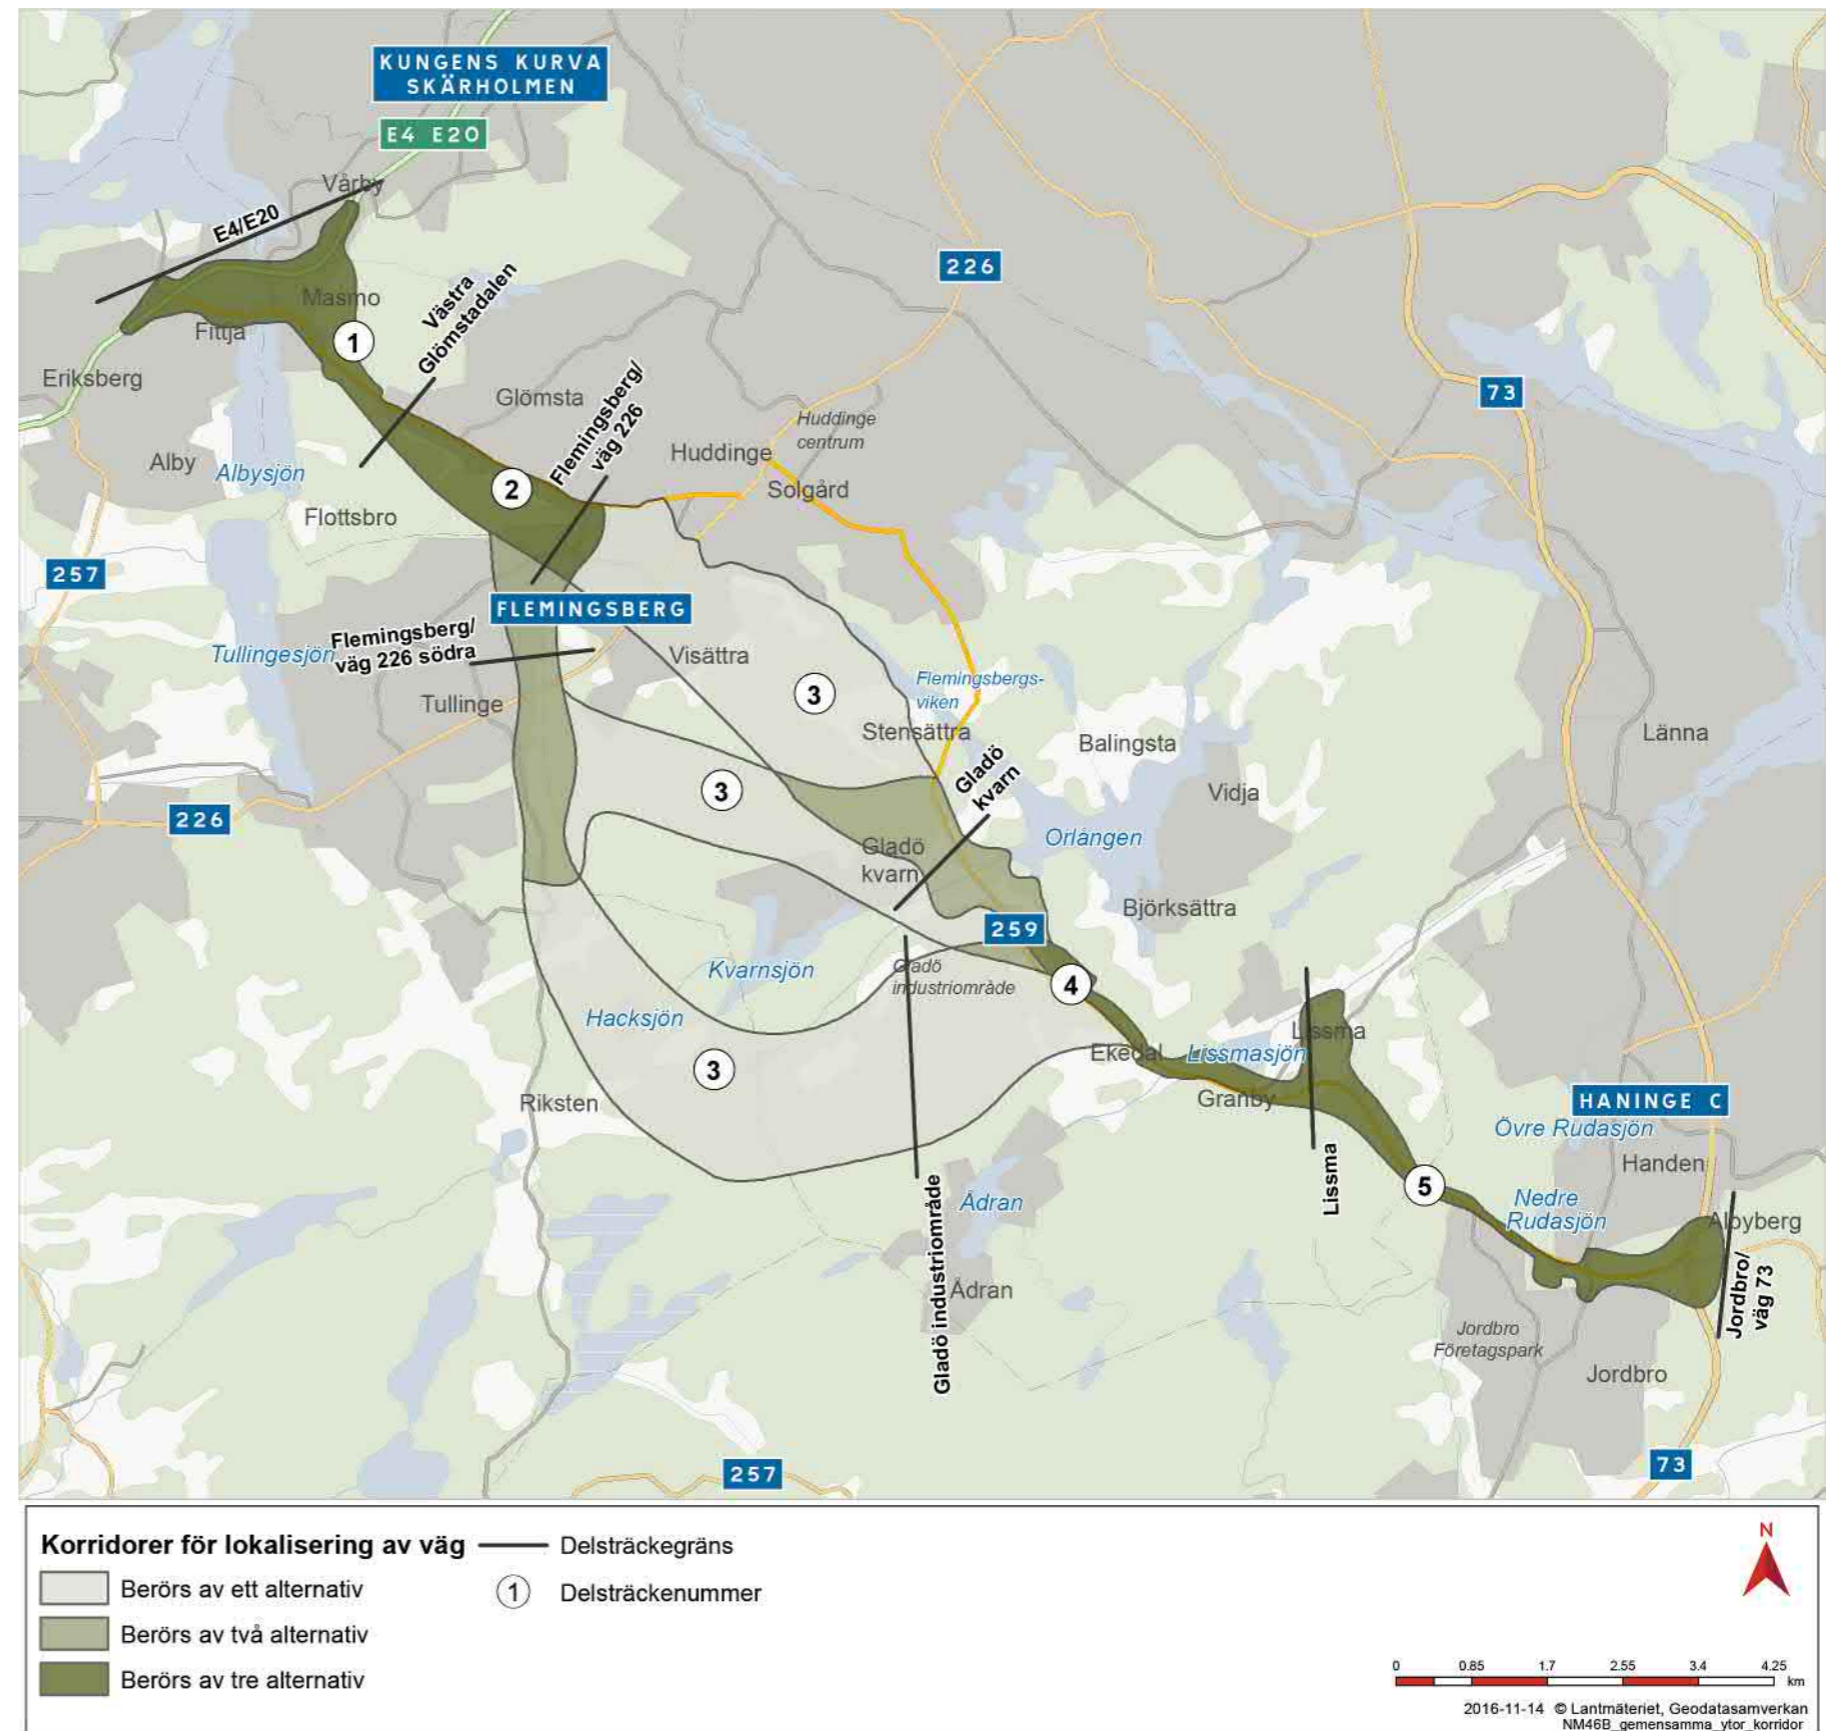 KUNGENS KURVA
SKÄRHOLMEN
E4 E20
Vårby
E4/E20
226
Masmo
Västra
Glömstadalen
Fittja
1
Eriksberg
73
Glömsta
Flemingsberg/
väg 226
Huddinge
centrum
Huddinge
Alby
Albysjön
2
Solgård
Flottsbro
257
FLEMINGSBERG
Flemingsberg/
väg 226 södra
Tullingesjön
Visättra
3
Flemingsbergs-
viken
Tullinge
Stensättra
Balingsta
Länna
3
Gladö
kvarn
Vidja
226
Orlången
Gladö
kvarn
Björksättra
259
Kvarnsjön
Gladö
industriområde
4
Hacksjön
Lissma
Ekedal
Lissmasjön
3
Granby
Riksten
HANINGE C
Övre Rudasjön
Handen
Lissma
5
Nedre
Rudasjön
Ådran
Albyberg
Gladö industriområde
Ådran
Jordbro/
väg 73
Jordbro
Företagspark
Jordbro
257
73
Korridorer för lokalisering av väg
Delsträckegräns
Berörs av ett alternativ
1
Delsträckenummer
Berörs av två alternativ
Berörs av tre alternativ
N
0 0.85 1.7 2.55 3.4 4.25
km
2016-11-14 © Lantmäteriet, Geodatasamverkan
NM46B_gemensamma_ytor_korridor